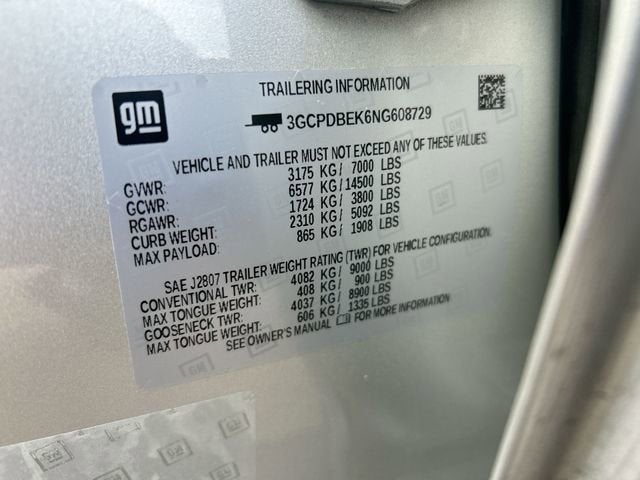 TRAILERING INFORMATION
gm
3GCPDBEK6NG608729
VEHICLE AND TRAILER MUST NOT EXCEED ANY OF THESE VALUES.
GVWR: 3175 KG/ 7000 LBS
GCWR: 6577 KG/ 14500 LBS
RGAWR: 1724 KG/ 3800 LBS
CURB WEIGHT: 2310 KG/ 5092 LBS
MAX PAYLOAD: 865 KG/ 1908 LBS
SAE J2807 TRAILER WEIGHT RATING (TWR) FOR VEHICLE CONFIGURATION.
CONVENTIONAL TWR: 4082 KG/ 9000 LBS
MAX TONGUE WEIGHT: 408 KG/ 900 LBS
GOOSENECK TWR: 4037 KG/ 8900 LBS
MAX TONGUE WEIGHT: 606 KG/ 1335 LBS
SEE OWNER'S MANUAL FOR MORE INFORMATION